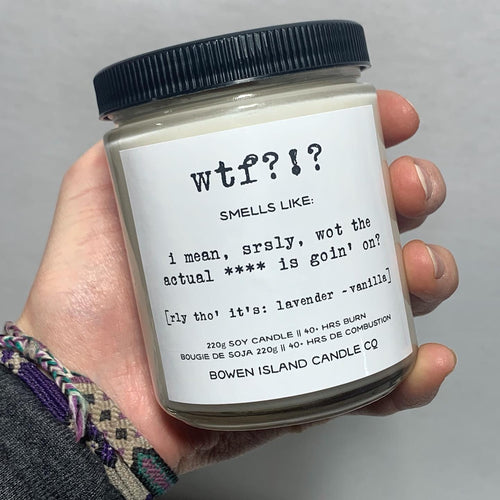 wtf?!?
SMELLS LIKE:
i mean, srsly, wot the
actual **** is goin' on?
[rly tho' it's: lavender ~vanilla]
220g SOY CANDLE || 40+ HRS BURN
BOUGIE DE SOJA 220g || 40+ HRS DE COMBUSTION
BOWEN ISLAND CANDLE CO